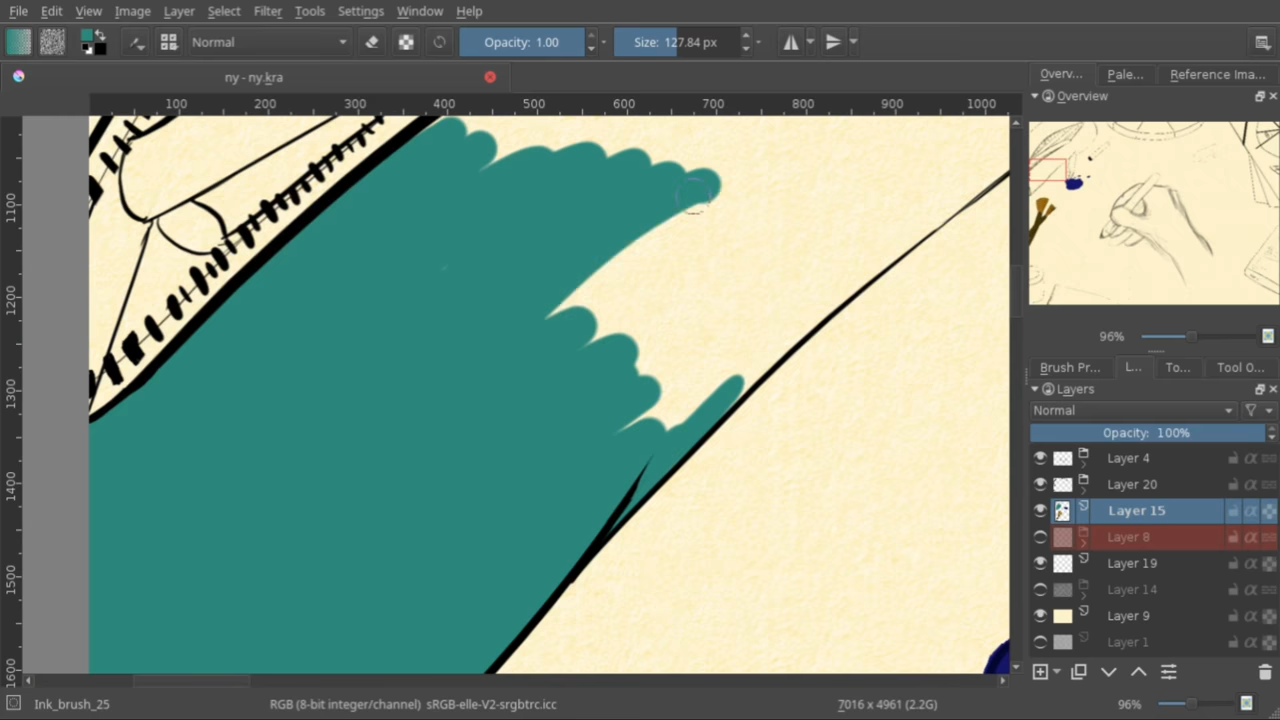 File Edit View Image Layer Select Filter Tools Settings Window Help
Normal Opacity: 1.00 Size: 127.84 px
ny - ny.kra
Overv... Pale... Reference Ima...
Overview
100 200 300 400 500 600 700 800 900 1000
1100
1200
1300
1400
1500
1600
96%
Brush Pr... L... To... Tool O...
Layers
Normal
Opacity: 100%
Layer 4
Layer 20
Layer 15
Layer 8
Layer 19
Layer 14
Layer 9
Layer 1
Ink_brush_25 RGB (8-bit integer/channel) sRGB-elle-V2-srgbtrc.icc 7016 x 4961 (2.2G) 96%